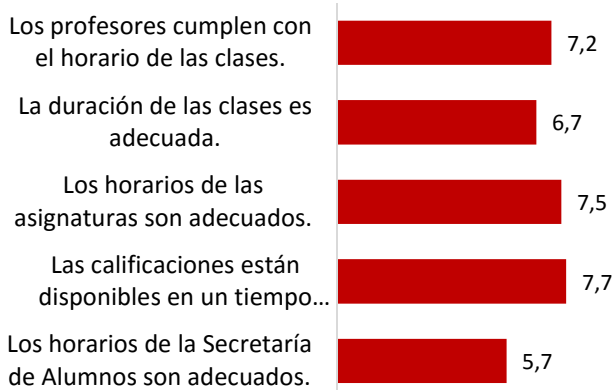 Los profesores cumplen con
el horario de las clases.
7,2
La duración de las clases es
adecuada.
6,7
Los horarios de las
asignaturas son adecuados.
7,5
Las calificaciones están
disponibles en un tiempo…
7,7
Los horarios de la Secretaría
de Alumnos son adecuados.
5,7